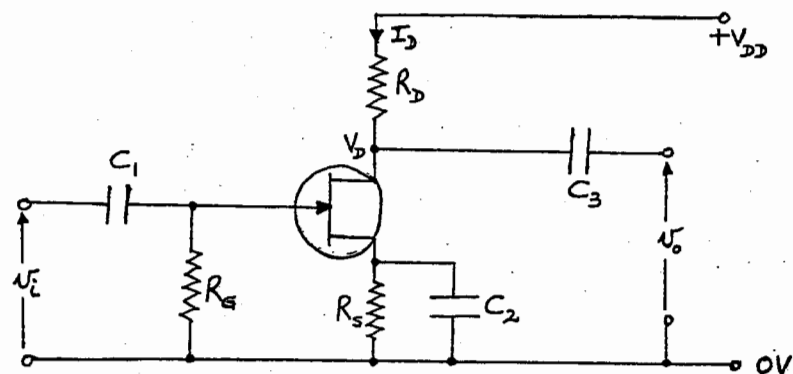 I_D
+V_DD
R_D
V_D
C_1
C_3
v_i
R_G
R_S
C_2
v_o
0V